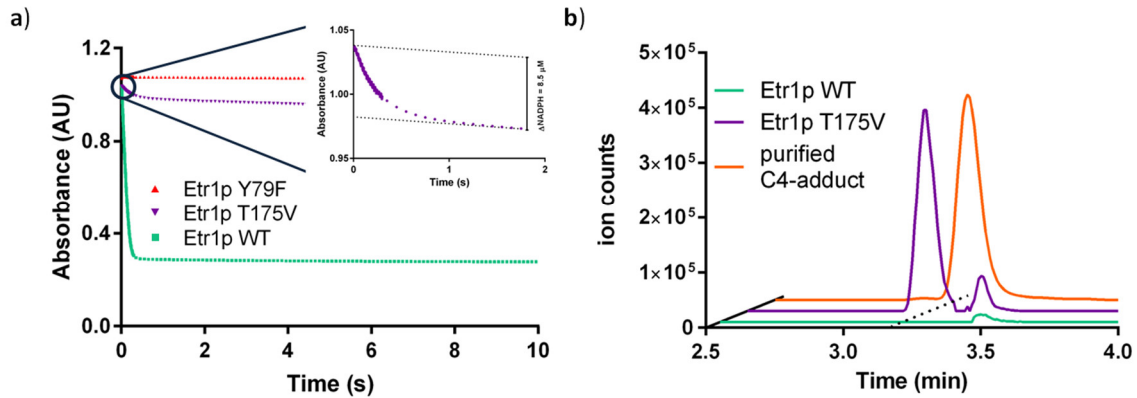 a)
Absorbance (AU)
1.2
0.8
0.4
0.0
0
2
4
6
8
10
Time (s)
Etr1p Y79F
Etr1p T175V
Etr1p WT
Absorbance (AU)
1.05
1.00
0.95
0
1
2
Time (s)
ΔNADPH = 8.5 µM
b)
ion counts
5×10⁵
4×10⁵
3×10⁵
2×10⁵
1×10⁵
0
2.5
3.0
3.5
4.0
Time (min)
Etr1p WT
Etr1p T175V
purified
C4-adduct